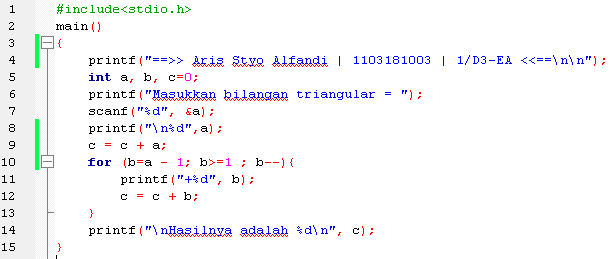 1 #include<stdio.h>
2 main()
3 {
4 printf("==>> Aris Styo Alfandi | 1103181003 | 1/D3-EA <<==\n\n");
5 int a, b, c=0;
6 printf("Masukkan bilangan triangular = ");
7 scanf("%d", &a);
8 printf("\n%d",a);
9 c = c + a;
10 for (b=a - 1; b>=1 ; b--){
11 printf("+%d", b);
12 c = c + b;
13 }
14 printf("\nHasilnya adalah %d\n", c);
15 }